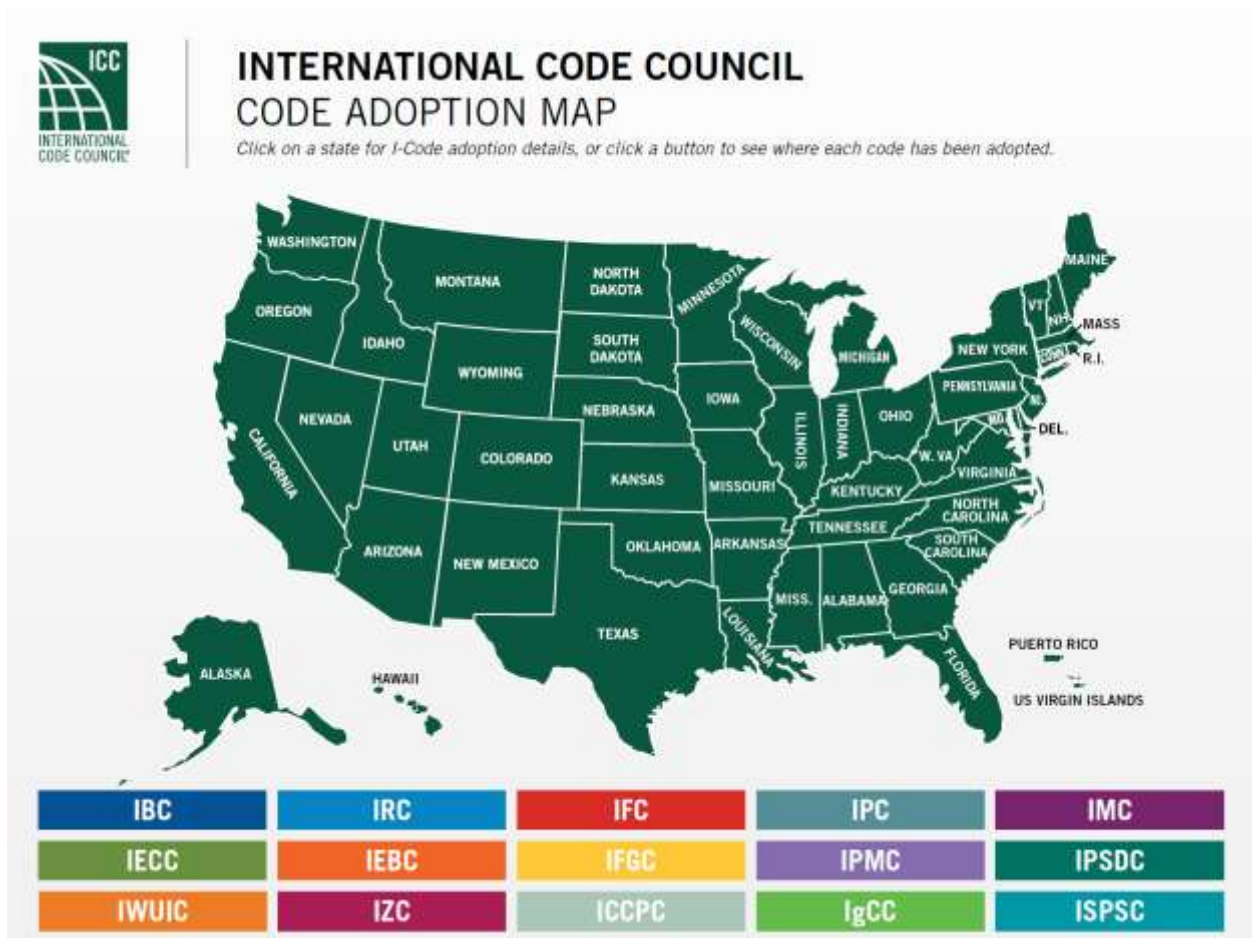 ICC
INTERNATIONAL
CODE COUNCIL®
INTERNATIONAL CODE COUNCIL
CODE ADOPTION MAP
Click on a state for I-Code adoption details, or click a button to see where each code has been adopted.
WASHINGTON
MONTANA
NORTH
DAKOTA
MINNESOTA
MAINE
OREGON
IDAHO
SOUTH
DAKOTA
WISCONSIN
MICHIGAN
VT
NH
MASS
NEW YORK
CONN
R.I.
WYOMING
IOWA
PENNSYLVANIA
NJ.
NEBRASKA
NEVADA
UTAH
COLORADO
ILLINOIS
INDIANA
OHIO
MD.
DEL.
CALIFORNIA
KANSAS
MISSOURI
W. VA
VIRGINIA
KENTUCKY
NORTH
CAROLINA
TENNESSEE
ARIZONA
NEW MEXICO
OKLAHOMA
ARKANSAS
SOUTH
CAROLINA
MISS.
ALABAMA
GEORGIA
TEXAS
LOUISIANA
FLORIDA
PUERTO RICO
US VIRGIN ISLANDS
ALASKA
HAWAII
IBC
IRC
IFC
IPC
IMC
IECC
IEBC
IFGC
IPMC
IPSDC
IWUIC
IZC
ICCPC
IgCC
ISPSC